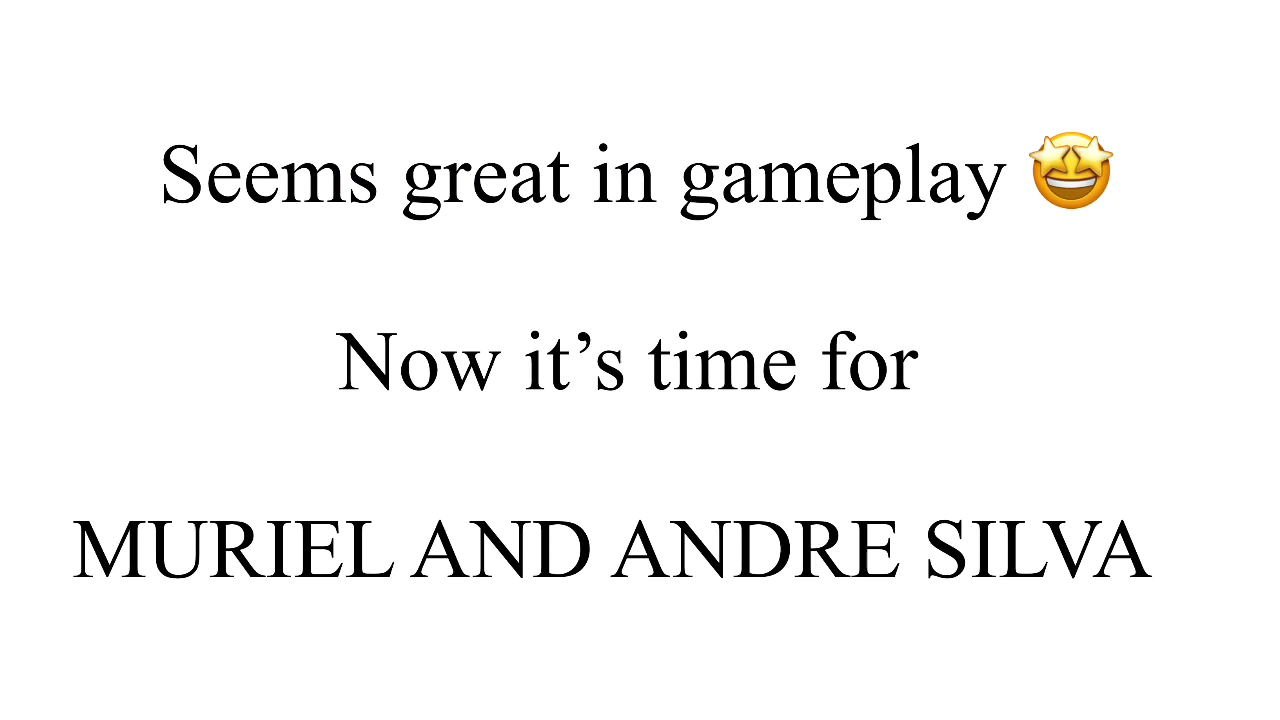 Seems great in gameplay 🤩
Now it’s time for
MURIEL AND ANDRE SILVA